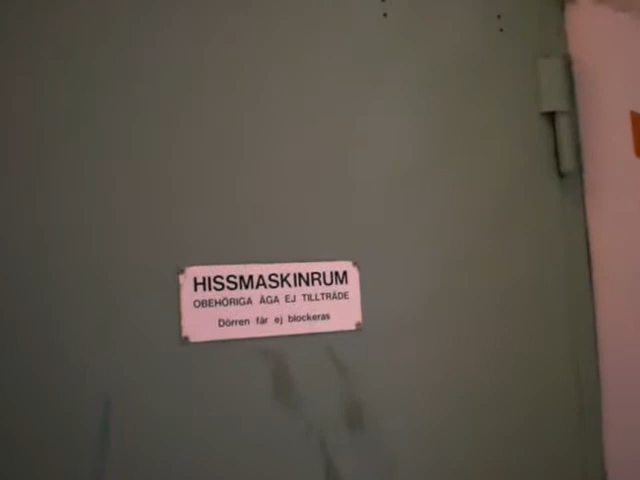 HISSMASKINRUM
OBEHÖRIGA ÄGA EJ TILLTRÄDE
Dörren får ej blockeras